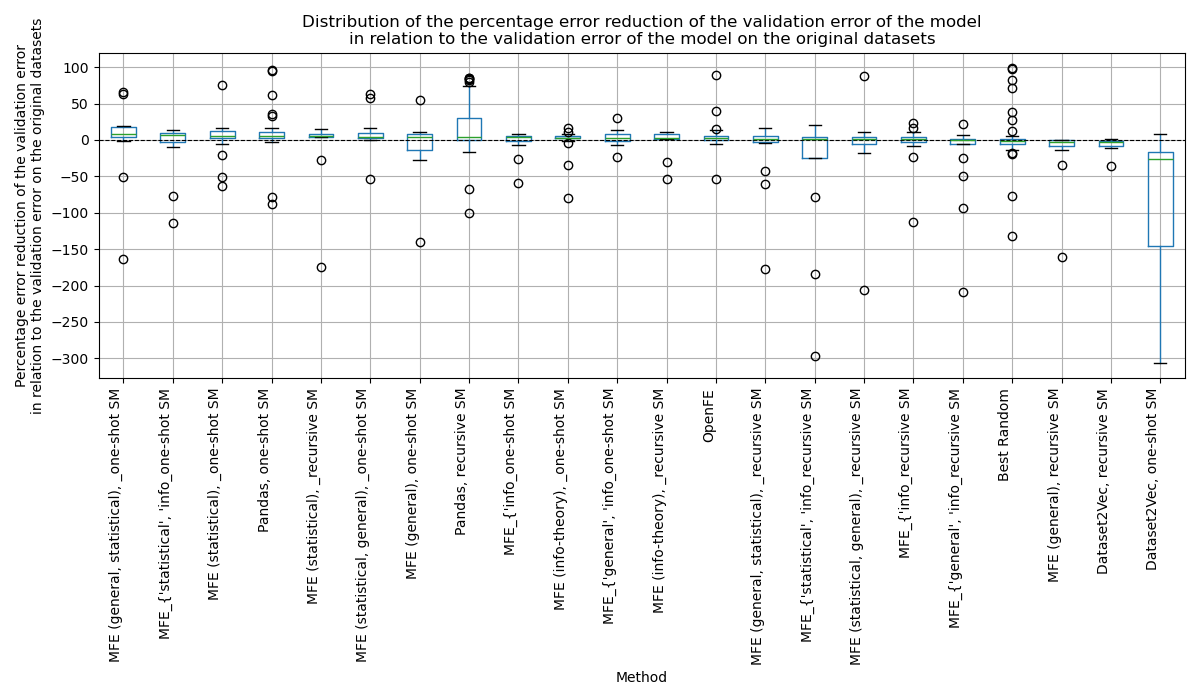 Distribution of the percentage error reduction of the validation error of the model
in relation to the validation error of the model on the original datasets
Percentage error reduction of the validation error
in relation to the validation error on the original datasets
100
50
0
−50
−100
−150
−200
−250
−300
MFE (general, statistical), _one-shot SM
MFE_{'statistical', 'info_one-shot SM
MFE (statistical), _one-shot SM
Pandas, one-shot SM
MFE (statistical), _recursive SM
MFE (statistical, general), _one-shot SM
MFE (general), one-shot SM
Pandas, recursive SM
MFE_{'info_one-shot SM
MFE (info-theory), _one-shot SM
MFE_{'general', 'info_one-shot SM
MFE (info-theory), _recursive SM
OpenFE
MFE (general, statistical), _recursive SM
MFE_{'statistical', 'info_recursive SM
MFE (statistical, general), _recursive SM
MFE_{'info_recursive SM
MFE_{'general', 'info_recursive SM
Best Random
MFE (general), recursive SM
Dataset2Vec, recursive SM
Dataset2Vec, one-shot SM
Method